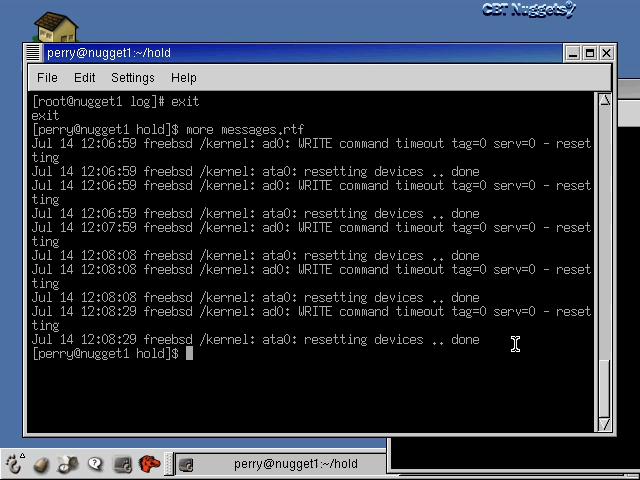 CBT Nuggets
perry@nugget1:~/hold
File Edit Settings Help
[root@nugget1 log]# exit
exit
[perry@nugget1 hold]$ more messages.rtf
Jul 14 12:06:59 freebsd /kernel: ad0: WRITE command timeout tag=0 serv=0 - reset
ting
Jul 14 12:06:59 freebsd /kernel: ata0: resetting devices .. done
Jul 14 12:06:59 freebsd /kernel: ad0: WRITE command timeout tag=0 serv=0 - reset
ting
Jul 14 12:06:59 freebsd /kernel: ata0: resetting devices .. done
Jul 14 12:07:59 freebsd /kernel: ad0: WRITE command timeout tag=0 serv=0 - reset
ting
Jul 14 12:08:08 freebsd /kernel: ata0: resetting devices .. done
Jul 14 12:08:08 freebsd /kernel: ad0: WRITE command timeout tag=0 serv=0 - reset
ting
Jul 14 12:08:08 freebsd /kernel: ata0: resetting devices .. done
Jul 14 12:08:29 freebsd /kernel: ad0: WRITE command timeout tag=0 serv=0 - reset
ting
Jul 14 12:08:29 freebsd /kernel: ata0: resetting devices .. done
[perry@nugget1 hold]$
perry@nugget1:~/hold